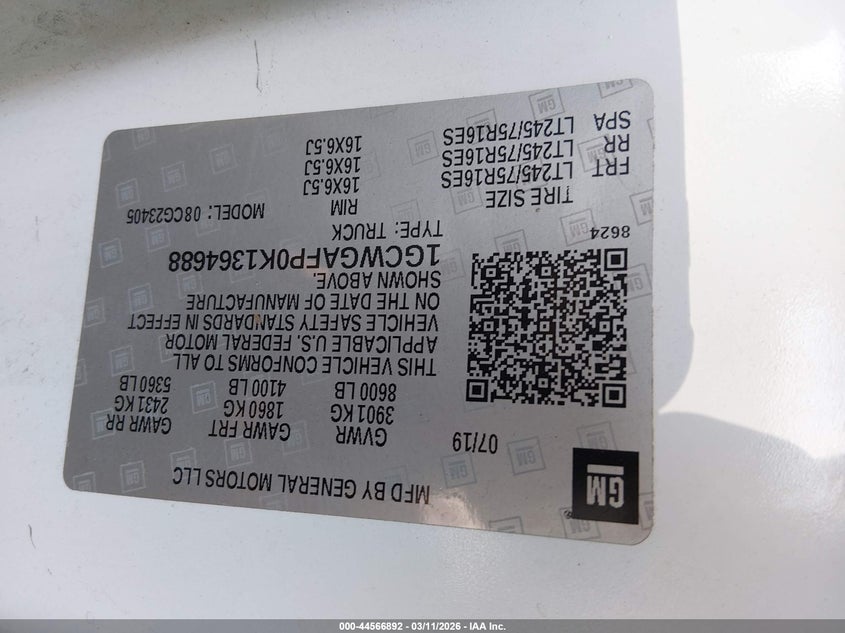 GM
MFD BY GENERAL MOTORS LLC
07/19
GVWR GAWR FRT GAWR RR
3901 KG 1860 KG 2431 KG
8600 LB 4100 LB 5360 LB
THIS VEHICLE CONFORMS TO ALL
APPLICABLE U.S. FEDERAL MOTOR
VEHICLE SAFETY STANDARDS IN EFFECT
ON THE DATE OF MANUFACTURE
SHOWN ABOVE.
1GCWGAFP0K1364688
8624
TYPE: TRUCK
MODEL: 08CG23405
TIRE SIZE RIM
FRT LT245/75R16ES 16X6.5J
RR LT245/75R16ES 16X6.5J
SPA LT245/75R16ES 16X6.5J
000-44566892 - 03/11/2026 - IAA Inc.